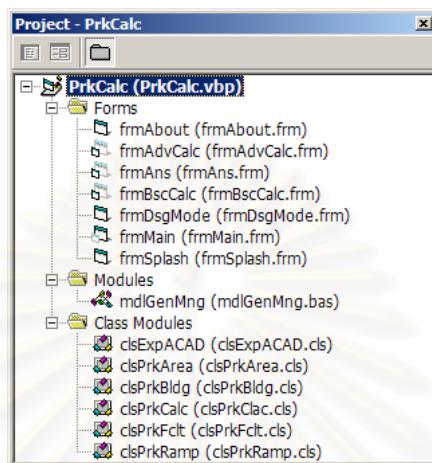 Project - PrkCalc
PrkCalc (PrkCalc.vbp)
Forms
frmAbout (frmAbout.frm)
frmAdvCalc (frmAdvCalc.frm)
frmAns (frmAns.frm)
frmBscCalc (frmBscCalc.frm)
frmDsgMode (frmDsgMode.frm)
frmMain (frmMain.frm)
frmSplash (frmSplash.frm)
Modules
mdlGenMng (mdlGenMng.bas)
Class Modules
clsExpACAD (clsExpACAD.cls)
clsPrkArea (clsPrkArea.cls)
clsPrkBldg (clsPrkBldg.cls)
clsPrkCalc (clsPrkClac.cls)
clsPrkFclt (clsPrkFclt.cls)
clsPrkRamp (clsPrkRamp.cls)